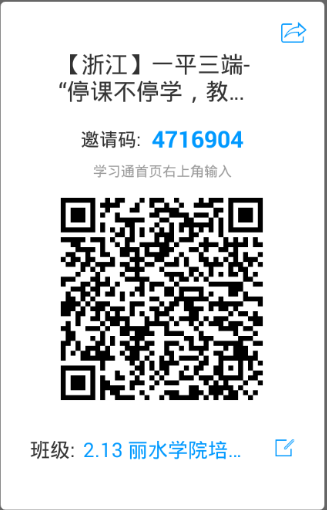 【浙江】一平三端-
“停课不停学，教...
邀请码: 4716904
学习通首页右上角输入
班级: 2.13 丽水学院培...